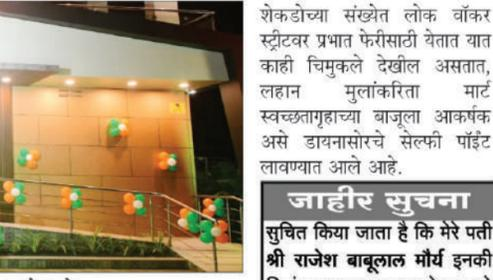 शेकडोच्या संख्येत लोक वॉकर
स्ट्रीटवर प्रभात फेरीसाठी येतात यात
काही चिमुकले देखील असतात,
लहान मुलांकरिता मार्ट
स्वच्छतागृहाच्या बाजूला आकर्षक
असे डायनासोरचे सेल्फी पॉईंट
लावण्यात आले आहे.
जाहीर सुचना
सुचित किया जाता है कि मेरे पती
श्री राजेश बाबूलाल मौर्य इनकी